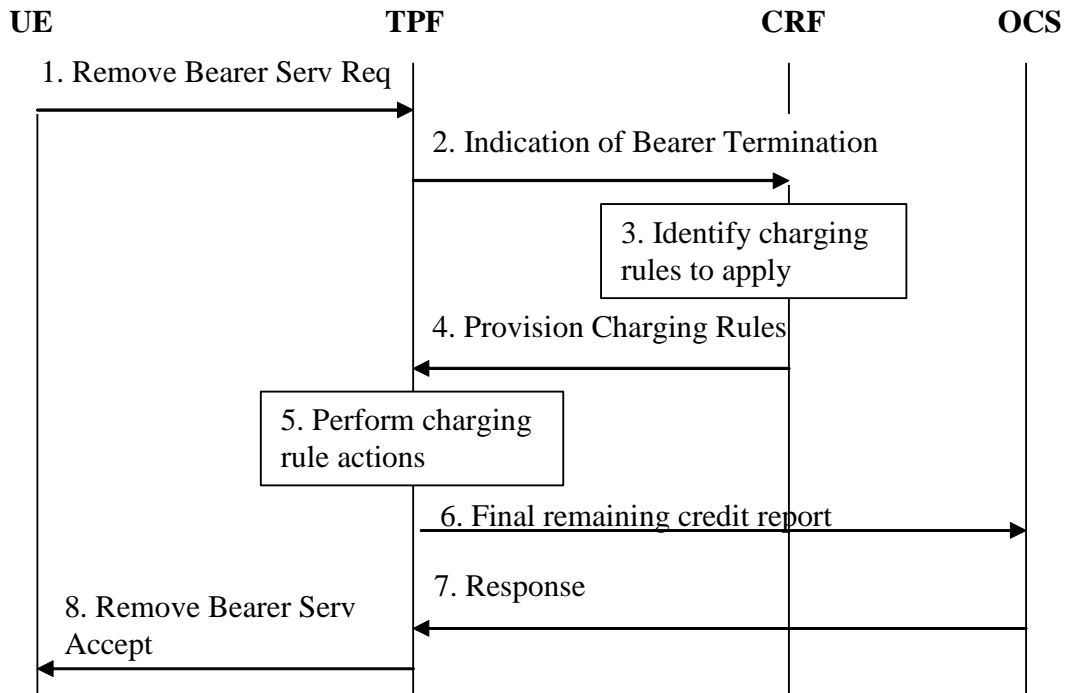 UE TPF CRF OCS
1. Remove Bearer Serv Req
2. Indication of Bearer Termination
3. Identify charging
rules to apply
4. Provision Charging Rules
5. Perform charging
rule actions
6. Final remaining credit report
7. Response
8. Remove Bearer Serv
Accept